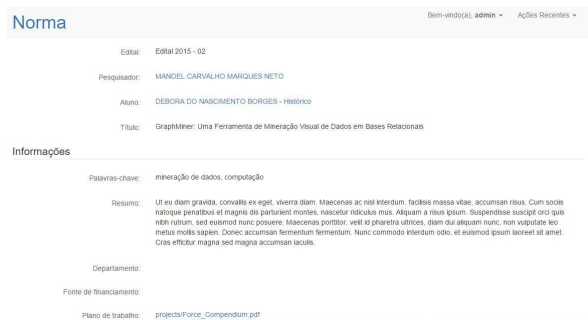 Norma
Bem-vindo(a), admin Ações Recentes
Edital: Edital 2015 - 02
Pesquisador: MANOEL CARVALHO MARQUES NETO
Aluno: DEBORA DO NASCIMENTO BORGES - Histórico
Título: GraphMiner: Uma Ferramenta de Mineração Visual de Dados em Bases Relacionais
Informações
Palavras-chave: mineração de dados, computação
Resumo: Ut eu diam gravida, convallis ex eget, viverra diam. Maecenas ac nisl interdum, facilisis massa vitae, accumsan risus. Cum sociis
natoque penatibus et magnis dis parturient montes, nascetur ridiculus mus. Aliquam a risus ipsum. Suspendisse suscipit orci quis
nibh rutrum, sed euismod nunc posuere. Maecenas porttitor, velit id pharetra ultrices, diam dui aliquam nunc, non vulputate leo
metus mollis sapien. Donec accumsan fermentum fermentum. Nunc commodo interdum odio, et euismod ipsum laoreet sit amet.
Cras efficitur magna sed magna accumsan iaculis.
Departamento:
Fonte de financiamento:
Plano de trabalho: projects/Force_Compendium.pdf